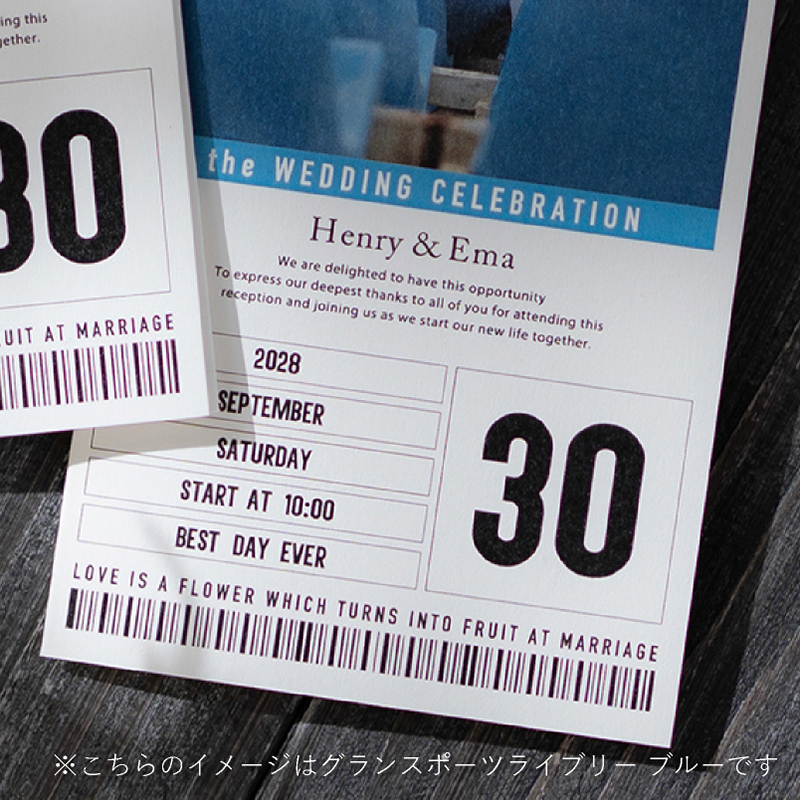 ing this
gether.
30
UIT AT MARRIAGE
the WEDDING CELEBRATION
Henry & Ema
We are delighted to have this opportunity
To express our deepest thanks to all of you for attending this
reception and joining us as we start our new life together.
2028
SEPTEMBER
SATURDAY
START AT 10:00
BEST DAY EVER
30
LOVE IS A FLOWER WHICH TURNS INTO FRUIT AT MARRIAGE
※こちらのイメージはグランスポーツライブリー ブルーです